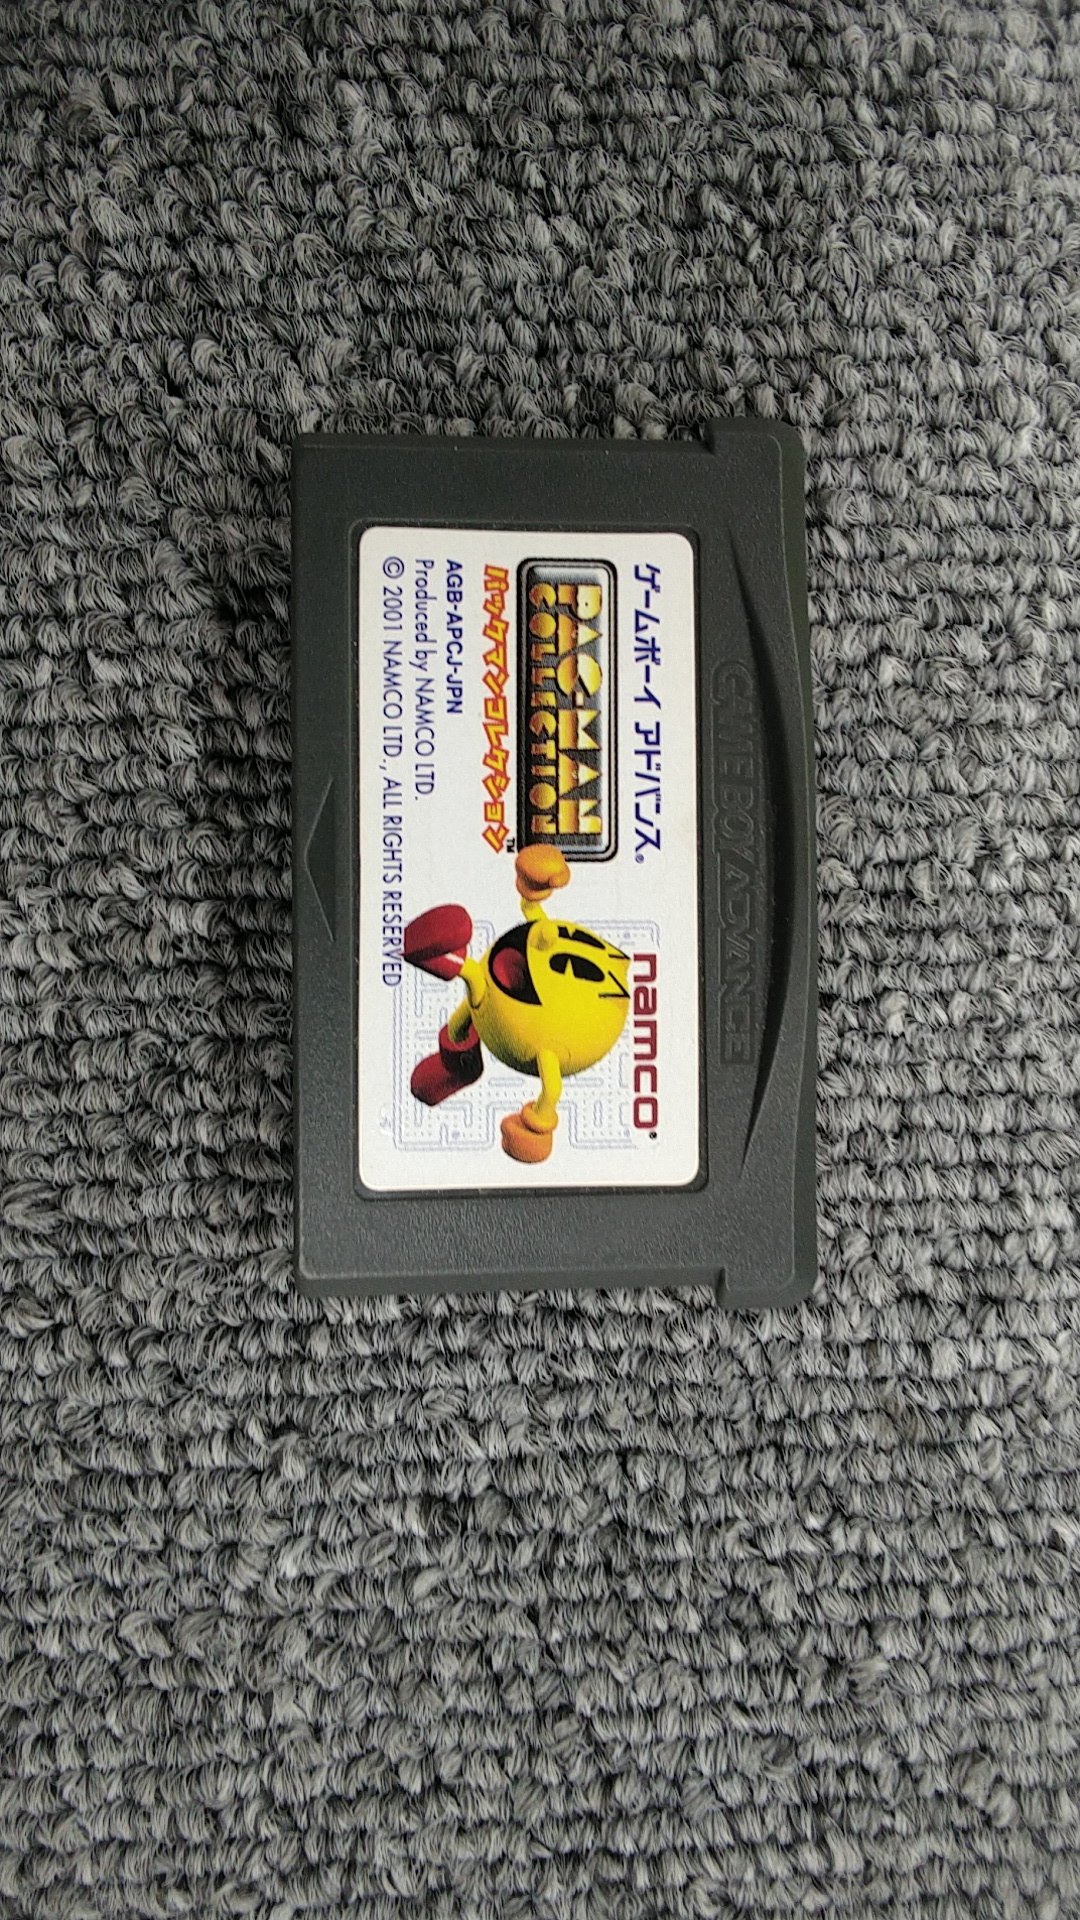 GAME BOY ADVANCE
ゲームボーイ アドバンス®
namco®
PAC-MAN
COLLECTION
パックマンコレクション™
AGB-APCJ-JPN
Produced by NAMCO LTD.
© 2001 NAMCO LTD., ALL RIGHTS RESERVED